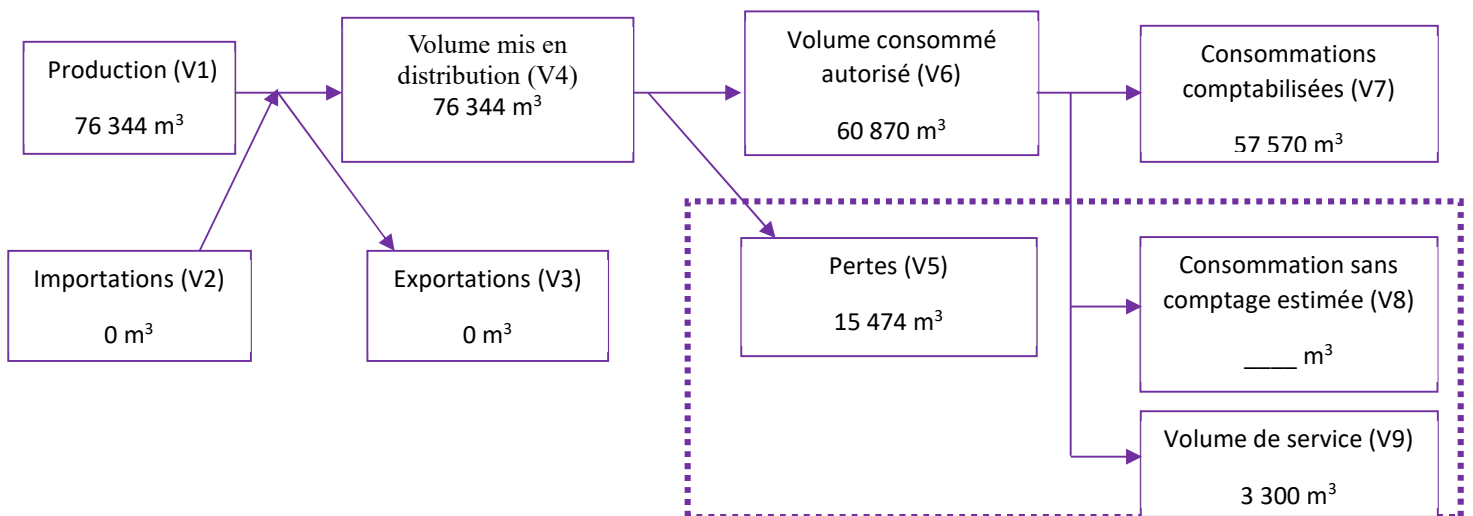 Production (V1)
76 344 m³
Volume mis en
distribution (V4)
76 344 m³
Volume consommé
autorisé (V6)
60 870 m³
Consommations
comptabilisées (V7)
57 570 m³
Importations (V2)
0 m³
Exportations (V3)
0 m³
Pertes (V5)
15 474 m³
Consommation sans
comptage estimée (V8)
____ m³
Volume de service (V9)
3 300 m³